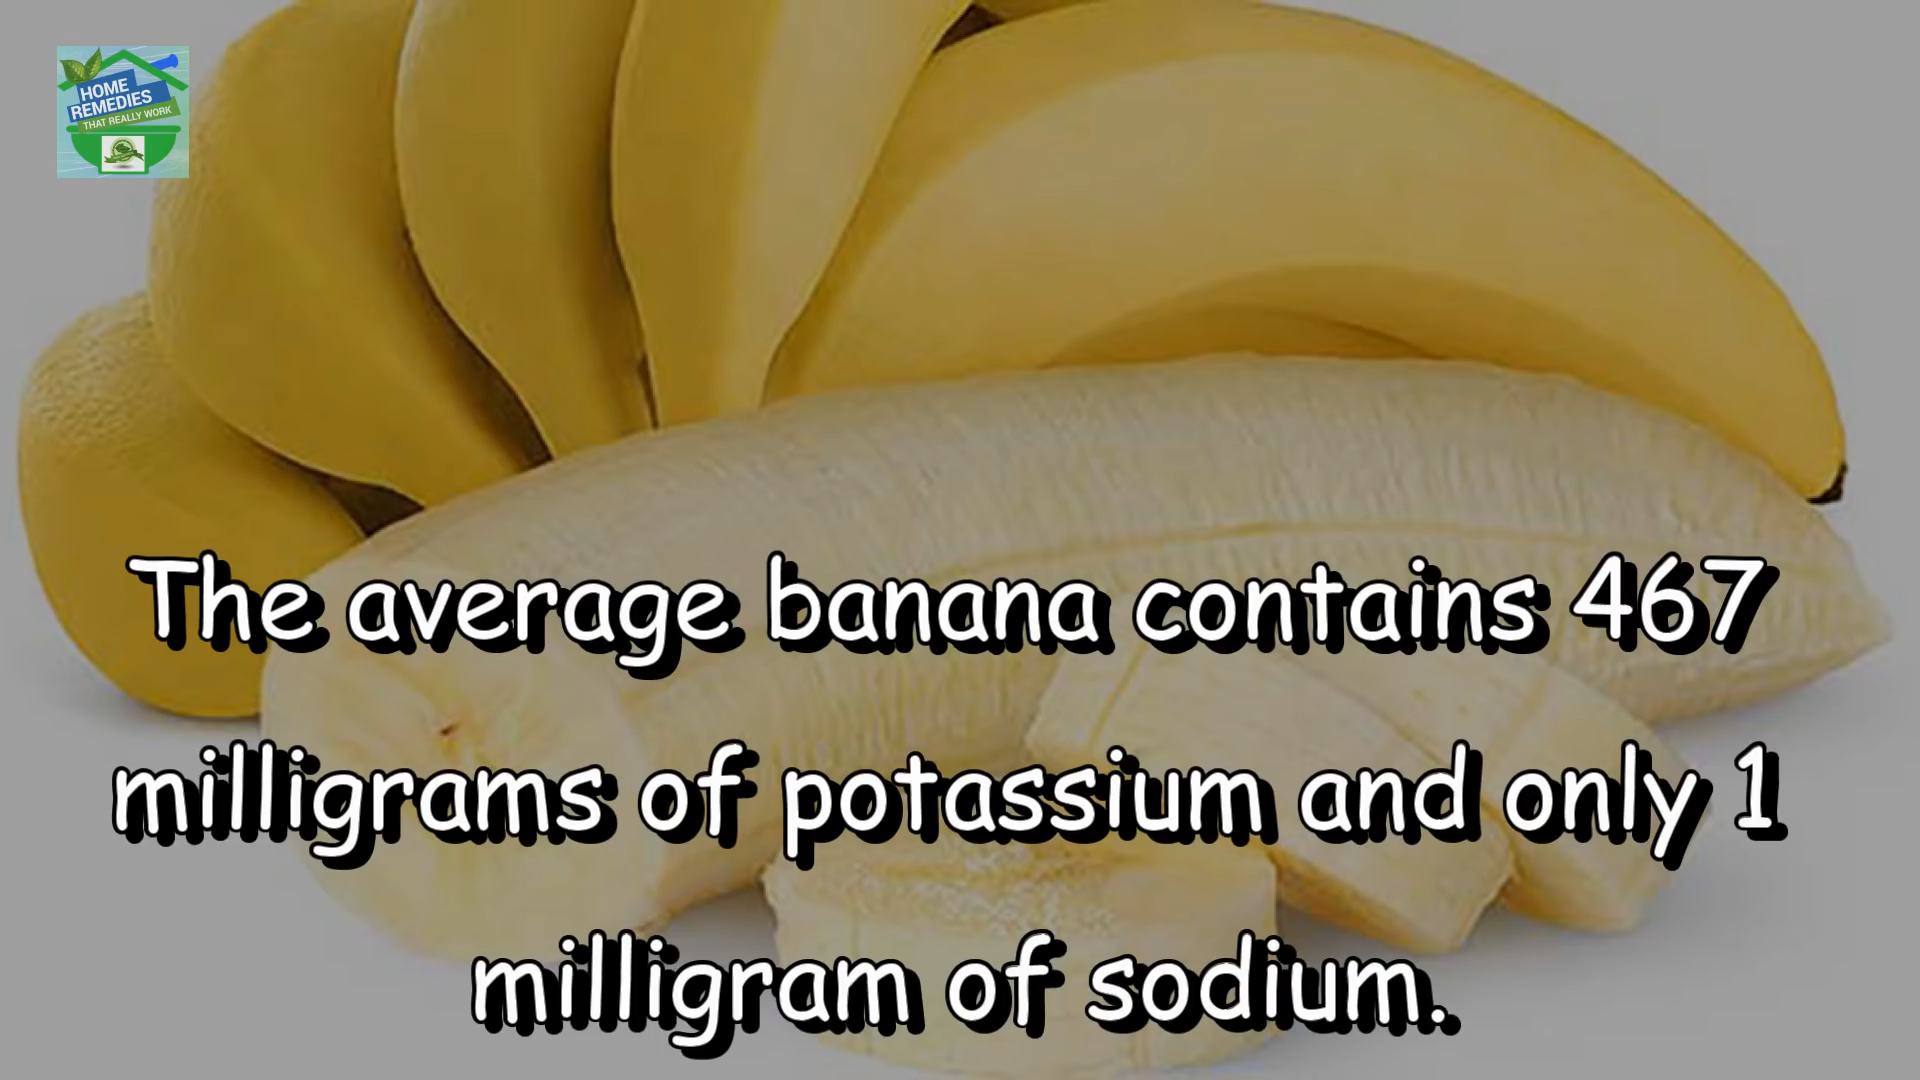 HOME
REMEDIES
THAT REALLY WORK
The average banana contains 467
milligrams of potassium and only 1
milligram of sodium.